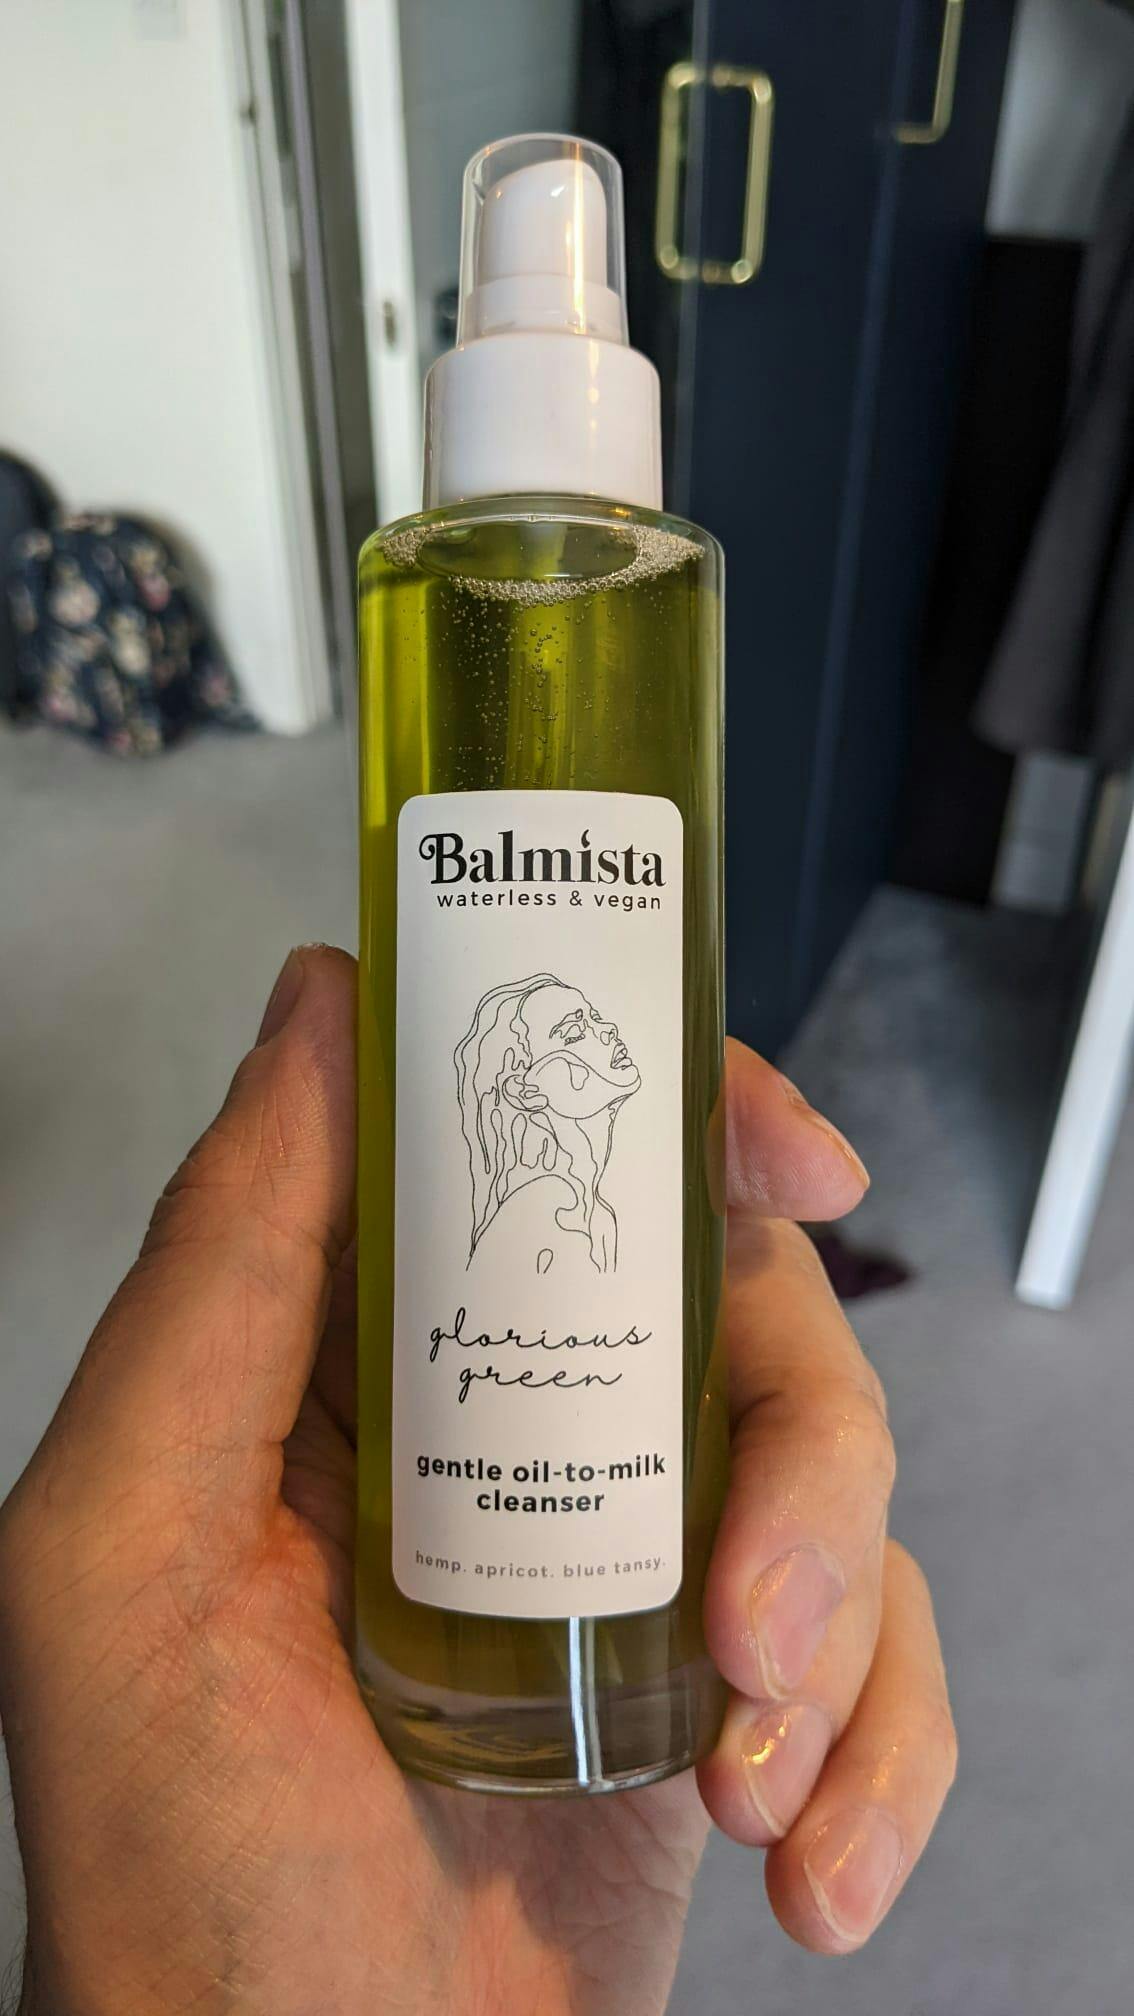 Balmista
waterless & vegan
glorious
green
gentle oil-to-milk
cleanser
hemp. apricot. blue tansy.